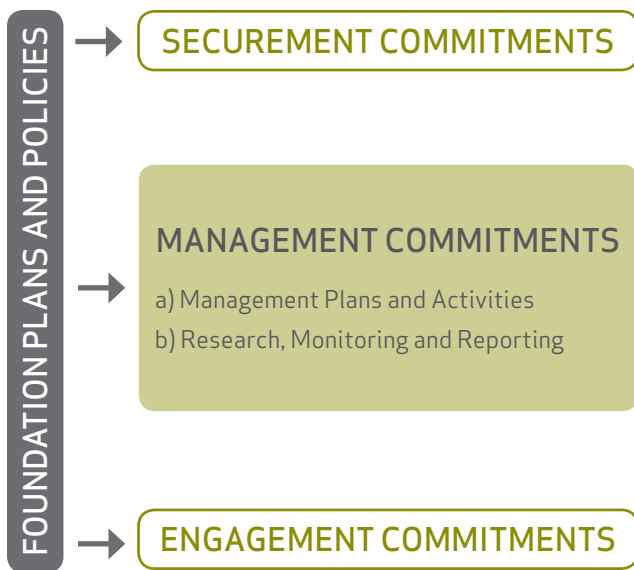 FOUNDATION PLANS AND POLICIES
SECUREMENT COMMITMENTS
MANAGEMENT COMMITMENTS
a) Management Plans and Activities
b) Research, Monitoring and Reporting
ENGAGEMENT COMMITMENTS